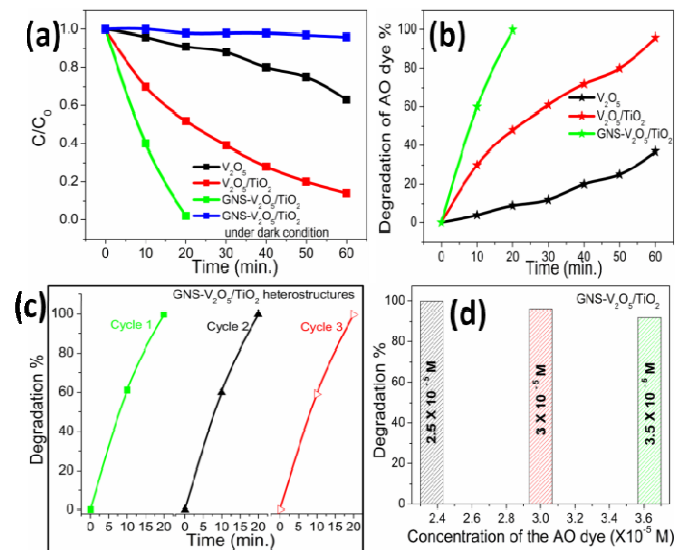 (a)
1.0
0.8
0.6
0.4
0.2
0.0
C/C₀
V₂O₅
V₂O₅/TiO₂
GNS-V₂O₅/TiO₂
GNS-V₂O₅/TiO₂
under dark condition
0 10 20 30 40 50 60
Time (min.)
(b)
100
80
60
40
20
0
Degradation of AO dye %
V₂O₅
V₂O₅/TiO₂
GNS-V₂O₅/TiO₂
0 10 20 30 40 50 60
Time (min.)
(c)
GNS-V₂O₅/TiO₂ heterostructures
Cycle 1 Cycle 2 Cycle 3
100
80
60
40
20
0
Degradation %
0 5 10 15 20 0 5 10 15 20 0 5 10 15 20
Time (min.)
(d)
GNS-V₂O₅/TiO₂
100
80
60
40
20
0
Degradation %
2.5 X 10⁻⁵ M
3 X 10⁻⁵ M
3.5 X 10⁻⁶ M
2.4 2.6 2.8 3.0 3.2 3.4 3.6
Concentration of the AO dye (X10⁻⁵ M)